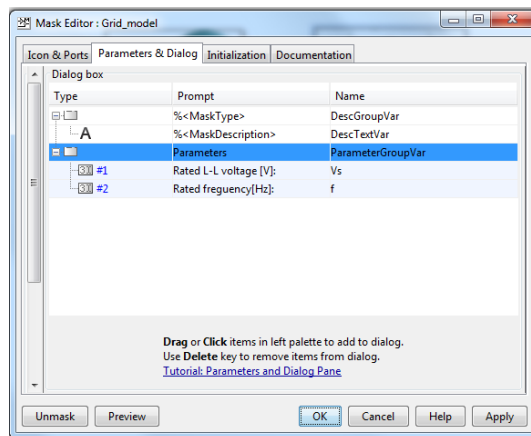 Mask Editor : Grid_model
Icon & Ports Parameters & Dialog Initialization Documentation
Dialog box
Type Prompt Name
%<MaskType> DescGroupVar
A %<MaskDescription> DescTextVar
Parameters ParameterGroupVar
#1 Rated L-L voltage [V]: Vs
#2 Rated freguency[Hz]: f
Drag or Click items in left palette to add to dialog.
Use Delete key to remove items from dialog.
Tutorial: Parameters and Dialog Pane
Unmask Preview OK Cancel Help Apply